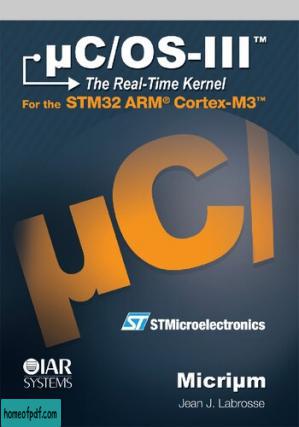 µC/OS-III™
The Real-Time Kernel
For the STM32 ARM® Cortex-M3™
µC/
ST STMicroelectronics
IAR
SYSTEMS
Micriµm
Jean J. Labrosse
homeofpdf.com